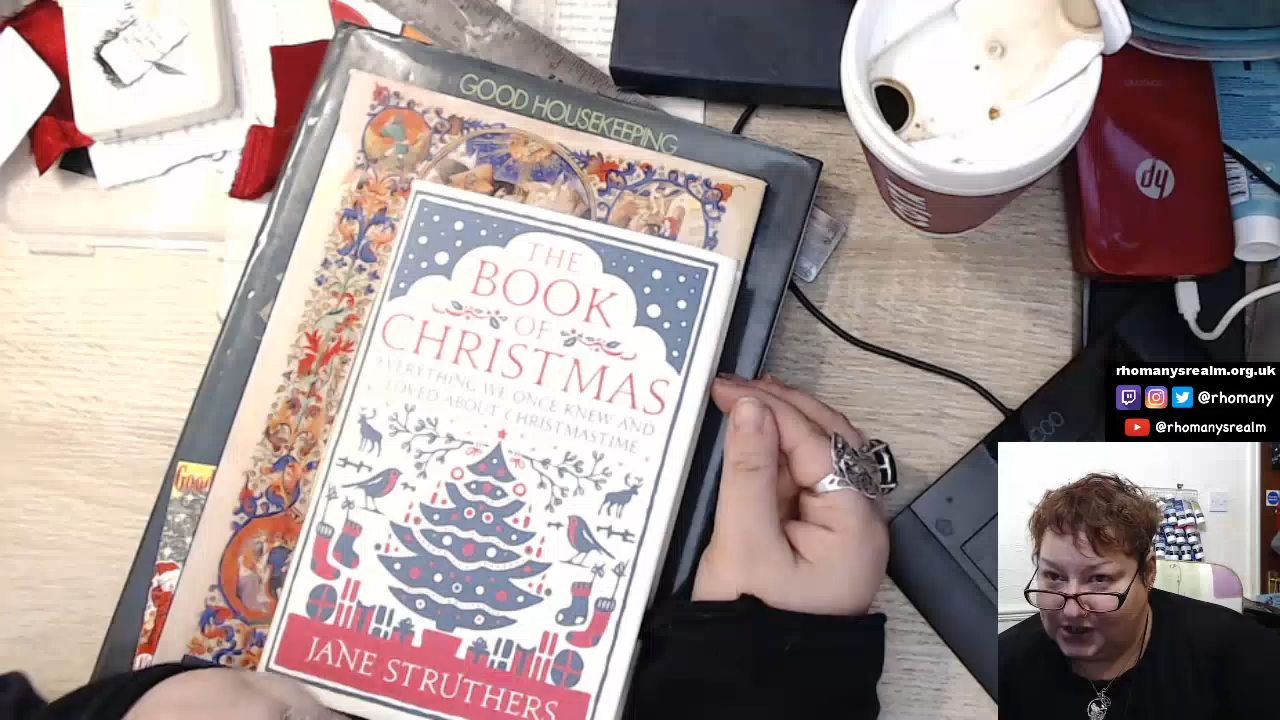 GOOD HOUSEKEEPING
THE
BOOK
OF
CHRISTMAS
EVERYTHING WE ONCE KNEW AND
LOVED ABOUT CHRISTMASTIME
JANE STRUTHERS
hp
rhomanysrealm.org.uk
@rhomany
@rhomanysrealm